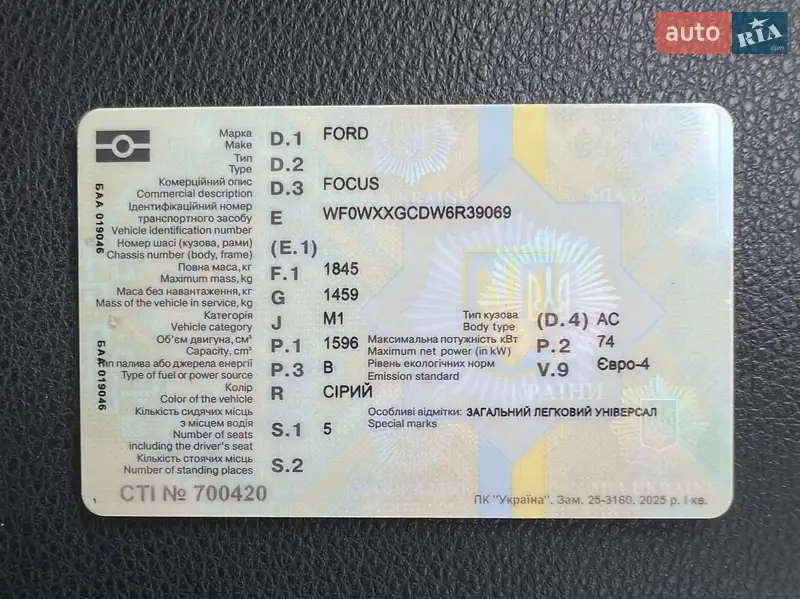 auto RIA .com
Марка
Make
D.1 FORD
Тип
Type
D.2
Комерційний опис
Commercial description
D.3 FOCUS
Ідентифікаційний номер
транспортного засобу
Vehicle identification number
E WF0WXXGCDW6R39069
Номер шасі (кузова, рами)
Chassis number (body, frame)
(E.1)
Повна маса, кг
Maximum mass, kg
F.1 1845
Маса без навантаження, кг
Mass of the vehicle in service, kg
G 1459
Категорія
Vehicle category
J M1
Тип кузова
Body type
(D.4) AC
Об'єм двигуна, см³
Capacity, cm³
P.1 1596
Максимальна потужність кВт
Maximum net power (in kW)
P.2 74
Тип палива або джерела енергії
Type of fuel or power source
P.3 B
Рівень екологічних норм
Emission standard
V.9 Євро-4
Колір
Color of the vehicle
R СІРИЙ
Кількість сидячих місць
з місцем водія
Number of seats
including the driver's seat
S.1 5
Особливі відмітки: ЗАГАЛЬНИЙ ЛЕГКОВИЙ УНІВЕРСАЛ
Special marks
Кількість стоячих місць
Number of standing places
S.2
СТІ № 700420
ПК "Україна". Зам. 25-3160. 2025 р. І кв.
БАА 019046
БАА 019046
УКРАЇНИ